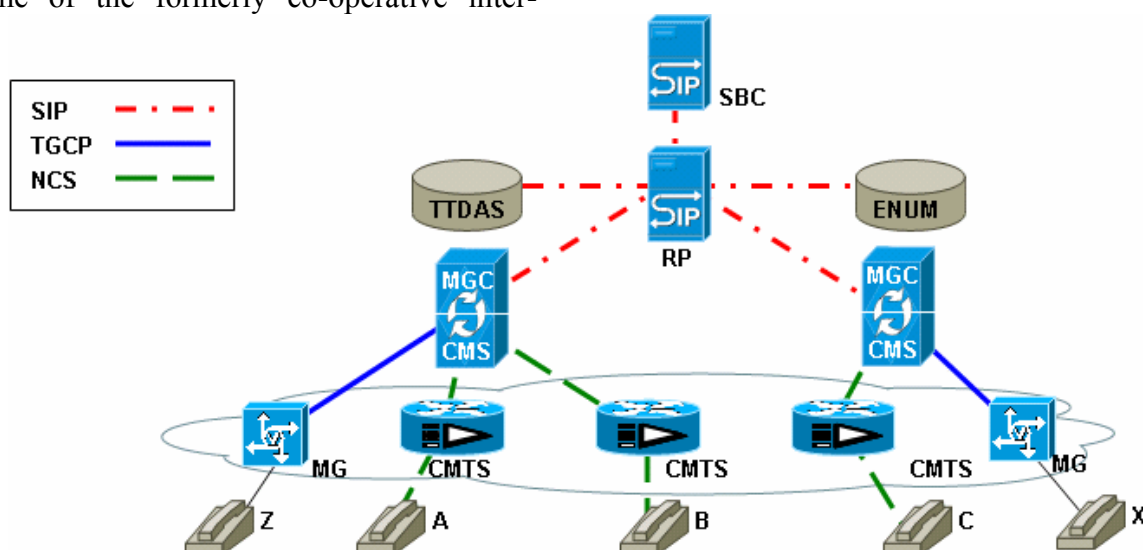 ne of the formerly co-operative inter-
SIP
TGCP
NCS
SIP
SBC
TTDAS
SIP
ENUM
RP
MGC
CMS
MGC
CMS
MG
CMTS
CMTS
CMTS
MG
Z
A
B
C
X